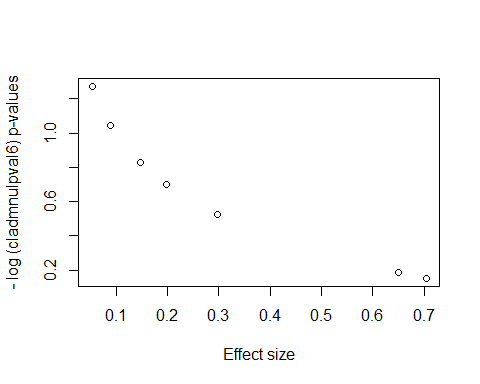 - log (cladmnulpval6) p-values
1.0
0.6
0.2
0.1 0.2 0.3 0.4 0.5 0.6 0.7
Effect size